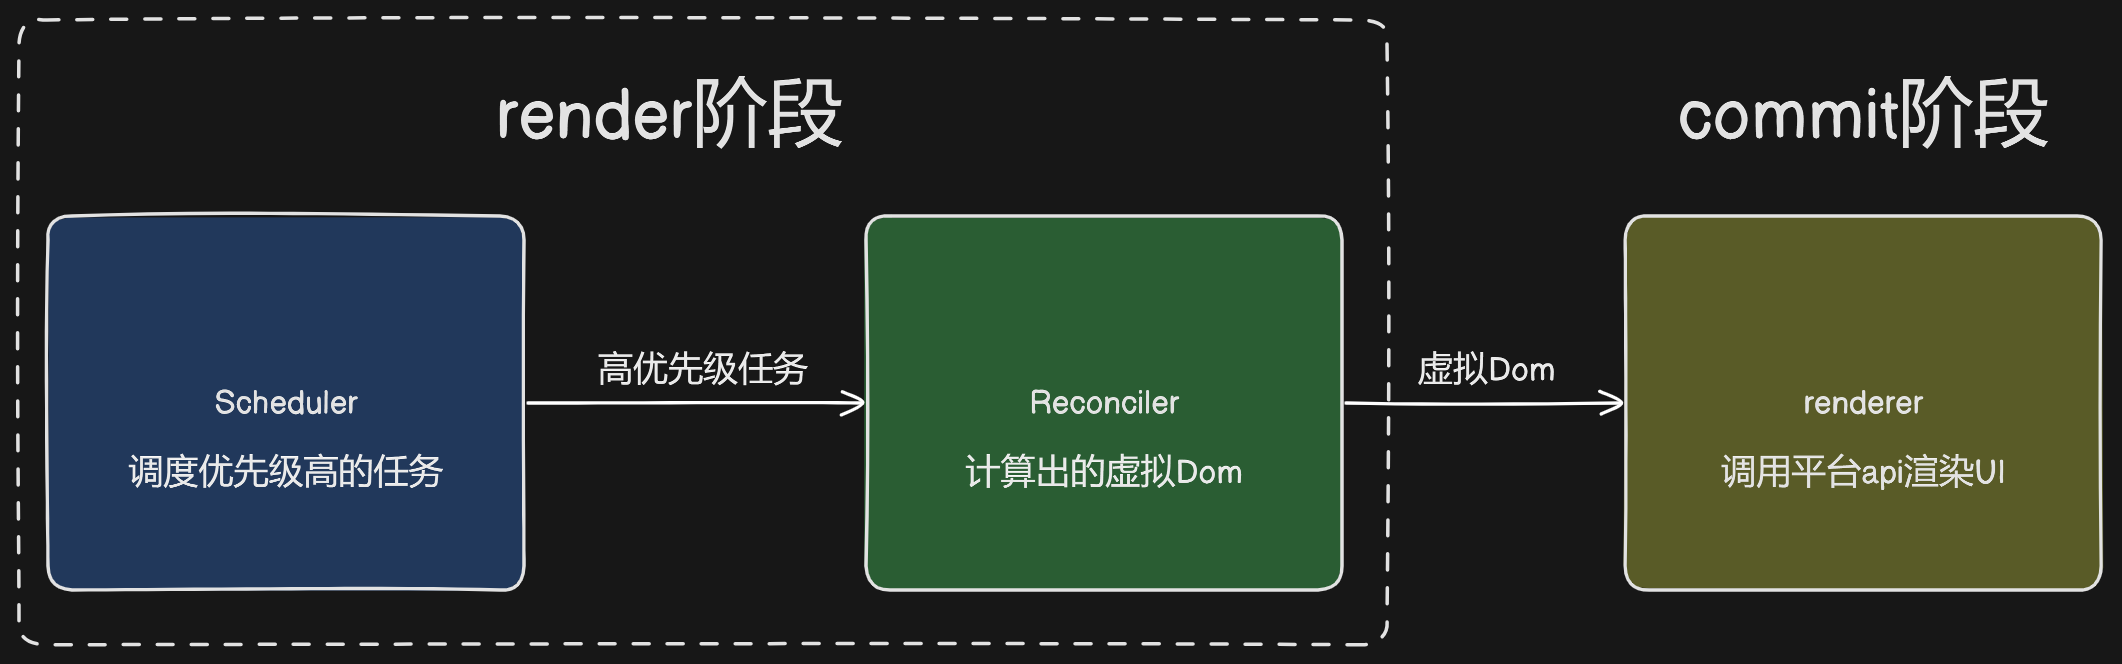 render阶段
commit阶段
高优先级任务
虚拟Dom
Scheduler
Reconciler
renderer
调度优先级高的任务
计算出的虚拟Dom
调用平台api渲染UI